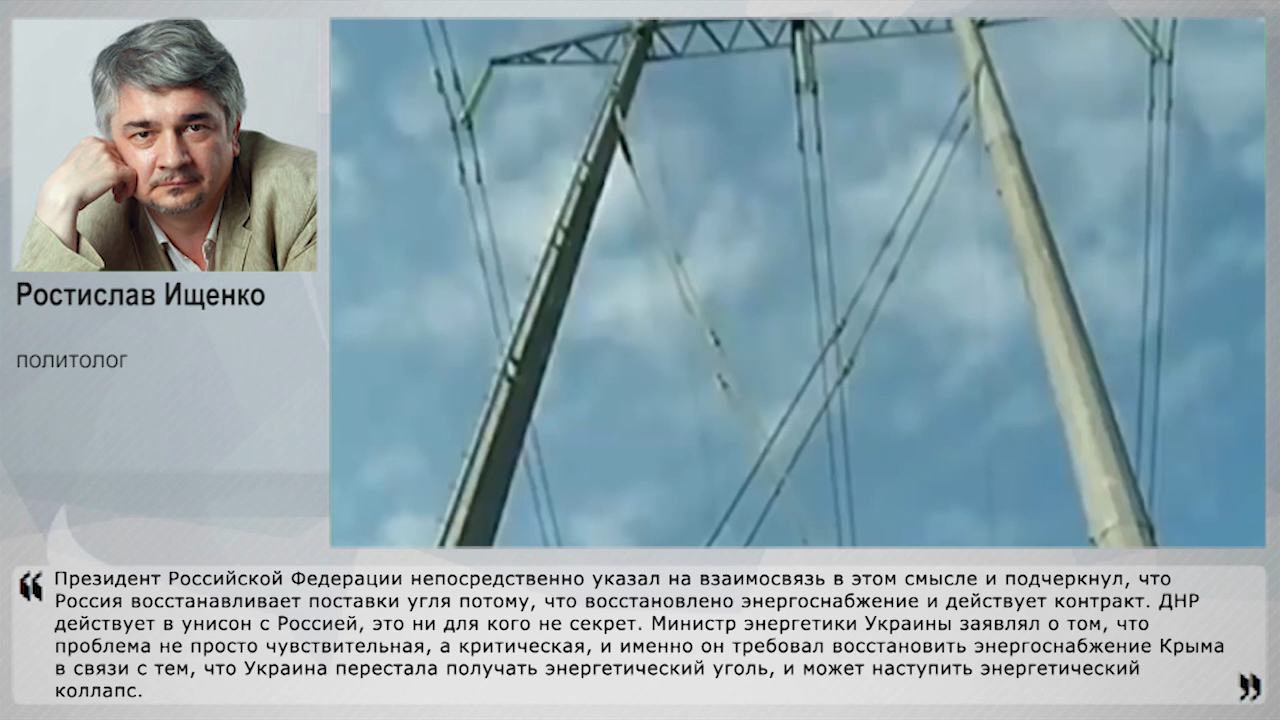 Ростислав Ищенко
политолог
“ Президент Российской Федерации непосредственно указал на взаимосвязь в этом смысле и подчеркнул, что
Россия восстанавливает поставки угля потому, что восстановлено энергоснабжение и действует контракт. ДНР
действует в унисон с Россией, это ни для кого не секрет. Министр энергетики Украины заявлял о том, что
проблема не просто чувствительная, а критическая, и именно он требовал восстановить энергоснабжение Крыма
в связи с тем, что Украина перестала получать энергетический уголь, и может наступить энергетический
коллапс. ”